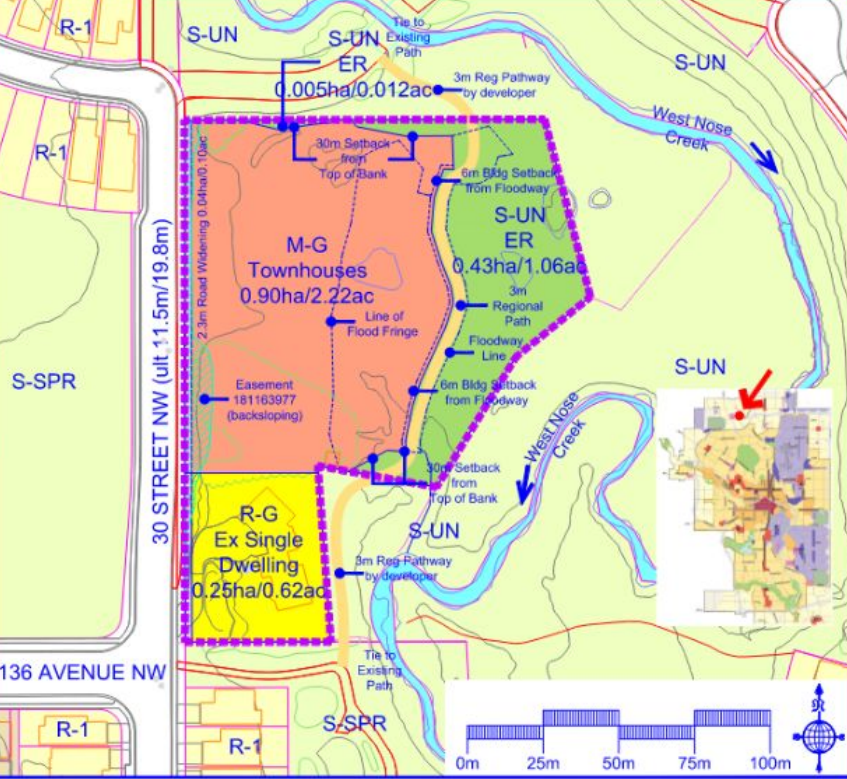 R-1
S-UN
Tie to
Existing
Path
S-UN
ER
0.005ha/0.012ac
S-UN
3m Reg Pathway
by developer
West Nose
Creek
R-1
30m Setback
from
Top of Bank
6m Bldg Setback
from Floodway
2.3m Road Widening 0.04ha/0.10ac
S-UN
ER
0.43ha/1.06ac
M-G
Townhouses
0.90ha/2.22ac
3m
Regional
Path
Line of
Flood Fringe
Floodway
Line
30 STREET NW (ult.11.5m/19.8m)
S-SPR
S-UN
Easement
181163977
(backsloping)
6m Bldg Setback
from Floodway
West Nose
Creek
30m Setback
from
Top of Bank
R-G
Ex Single
Dwelling
0.25ha/0.62ac
S-UN
3m Reg Pathway
by developer
136 AVENUE NW
Tie to
Existing
Path
S-SPR
R-1
R-1
0m
25m
50m
75m
100m